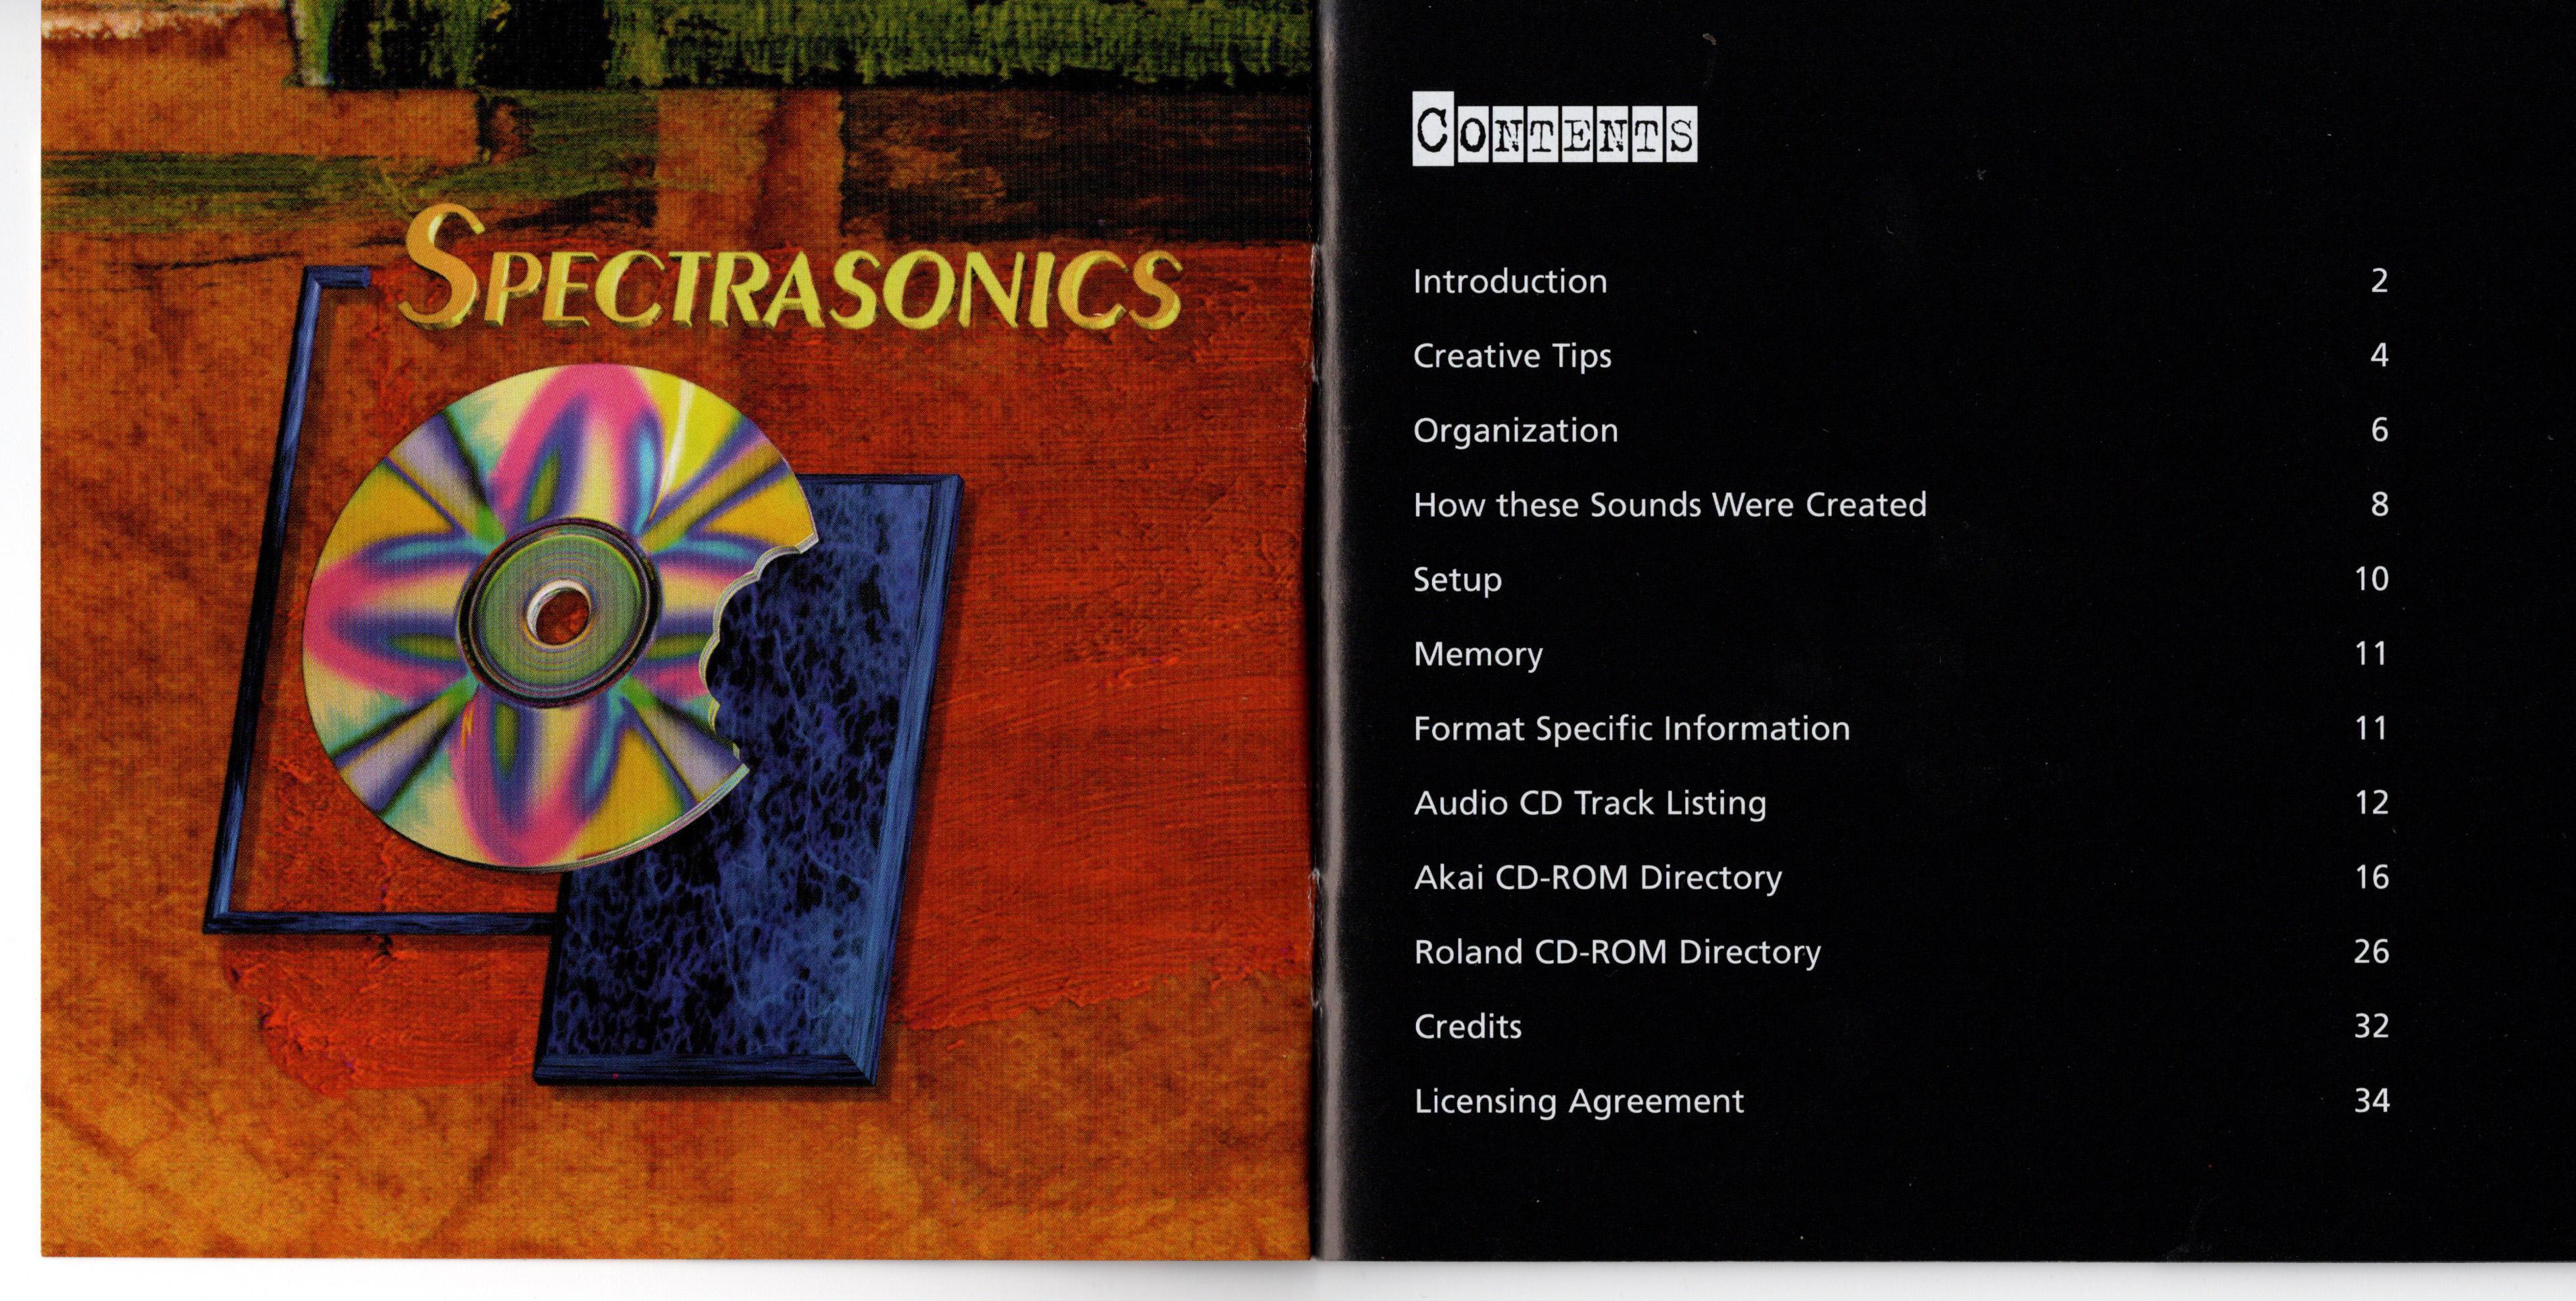 SPECTRASONICS
CONTENTS
Introduction 2
Creative Tips 4
Organization 6
How these Sounds Were Created 8
Setup 10
Memory 11
Format Specific Information 11
Audio CD Track Listing 12
Akai CD-ROM Directory 16
Roland CD-ROM Directory 26
Credits 32
Licensing Agreement 34